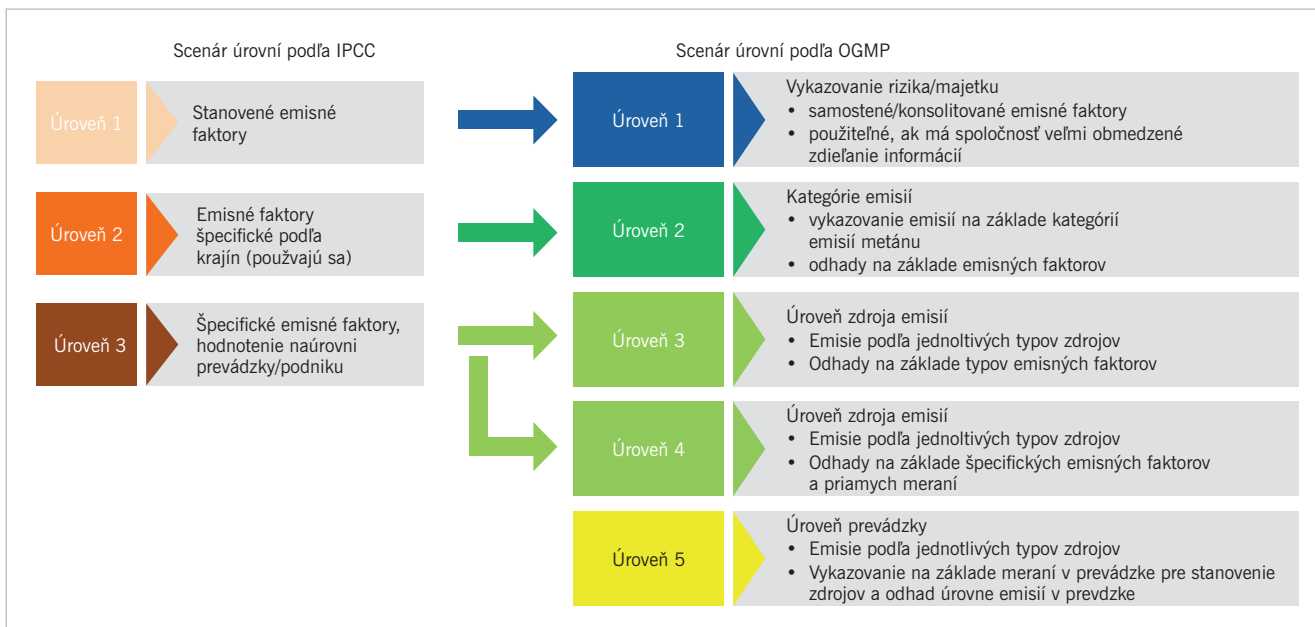 Scenár úrovní podľa IPCC
Úroveň 1
Stanovené emisné
faktory
Úroveň 2
Emisné faktory
špecifické podľa
krajín (použvajú sa)
Úroveň 3
Špecifické emisné faktory,
hodnotenie naúrovni
prevádzky/podniku
Scenár úrovní podľa OGMP
Úroveň 1
Vykazovanie rizika/majetku
• samostené/konsolitované emisné faktory
• použiteľné, ak má spoločnosť veľmi obmedzené
zdieľanie informácií
Úroveň 2
Kategórie emisií
• vykazovanie emisií na základe kategórií
emisií metánu
• odhady na základe emisných faktorov
Úroveň 3
Úroveň zdroja emisií
• Emisie podľa jednoltivých typov zdrojov
• Odhady na základe typov emisných faktorov
Úroveň 4
Úroveň zdroja emisií
• Emisie podľa jednoltivých typov zdrojov
• Odhady na základe špecifických emisných faktorov
a priamych meraní
Úroveň 5
Úroveň prevádzky
• Emisie podľa jednotlivých typov zdrojov
• Vykazovanie na základe meraní v prevádzke pre stanovenie
zdrojov a odhad úrovne emisií v prevdzke